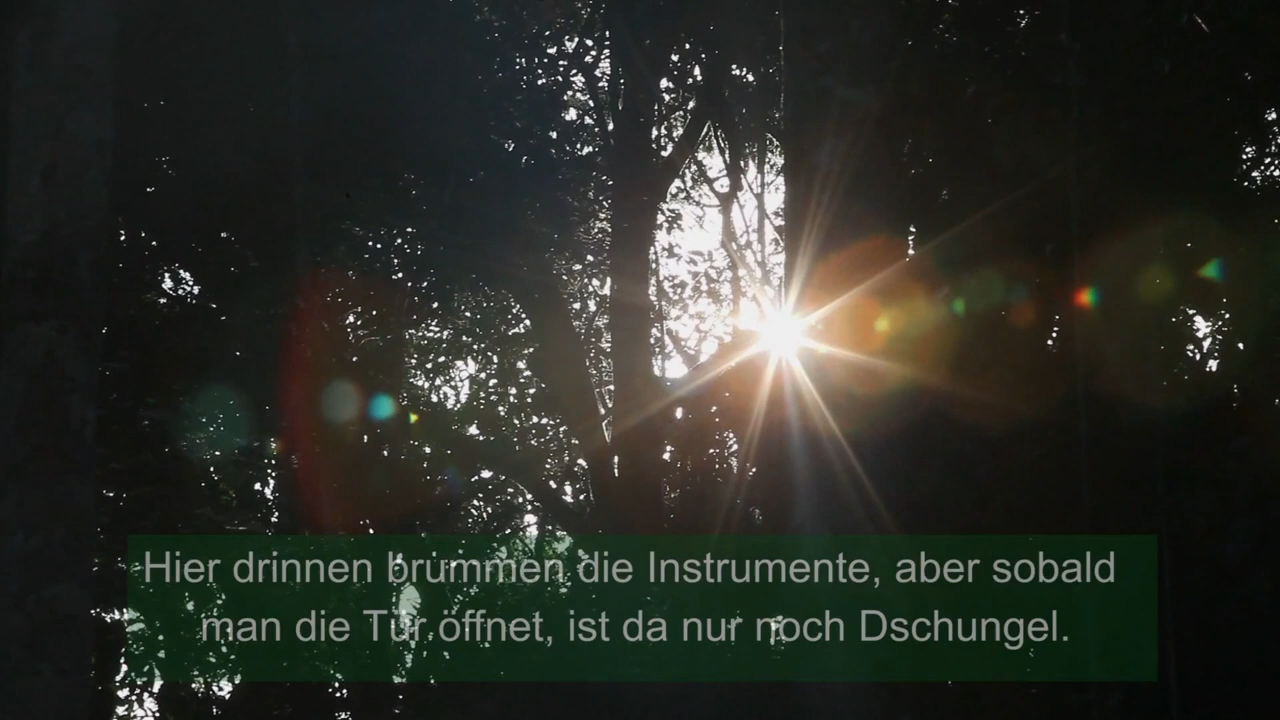 Hier drinnen brummen die Instrumente, aber sobald
man die Tür öffnet, ist da nur noch Dschungel.